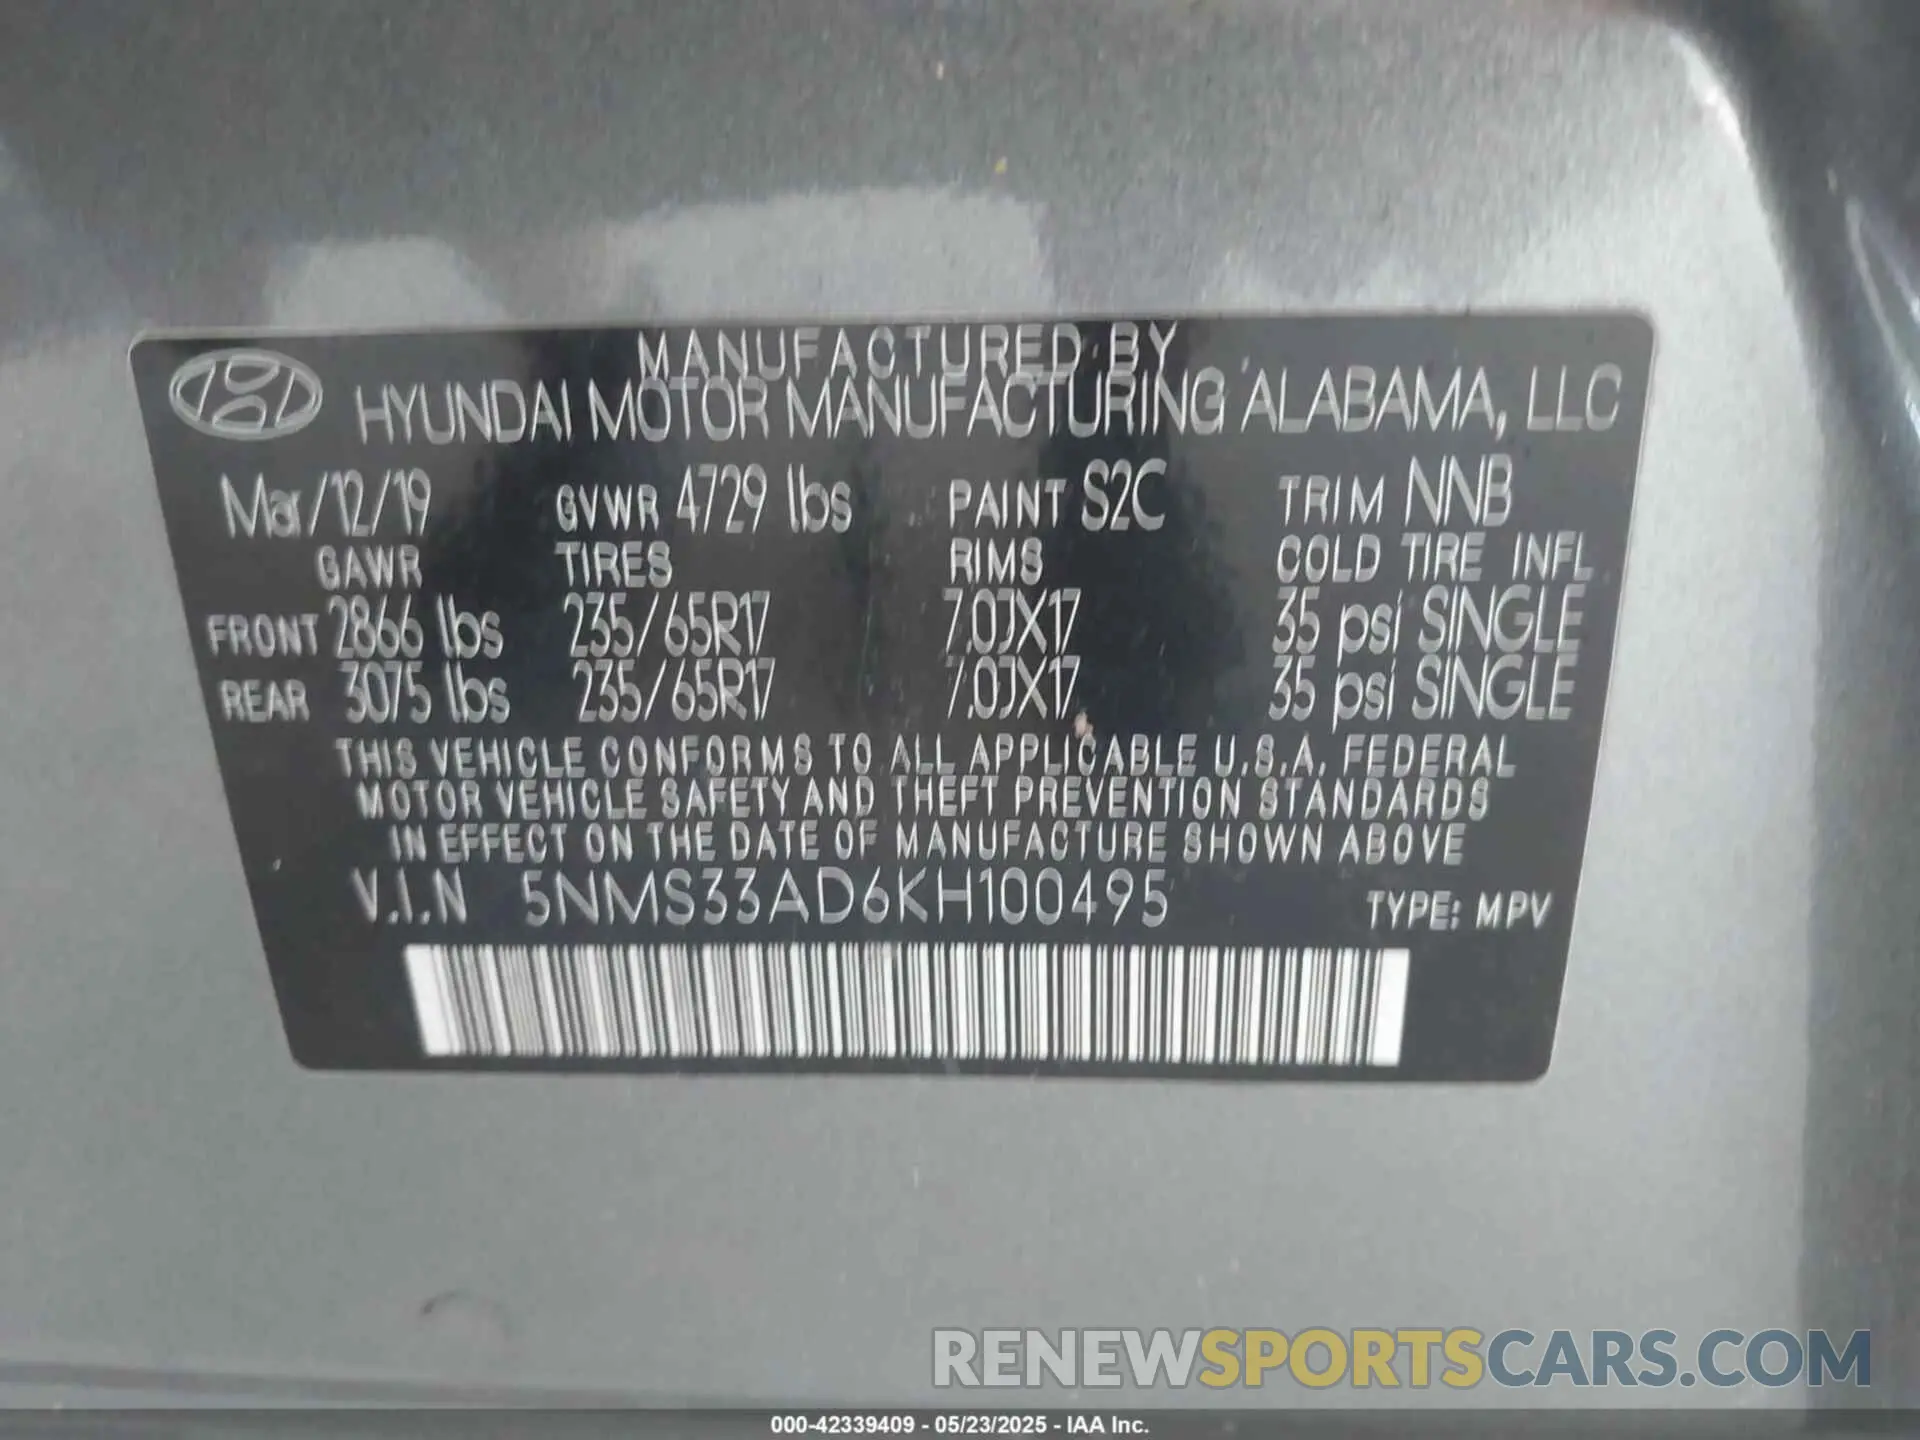 MANUFACTURED BY
HYUNDAI MOTOR MANUFACTURING ALABAMA, LLC
Mar/12/19 GVWR 4729 lbs PAINT S2C TRIM NNB
GAWR TIRES RIMS COLD TIRE INFL
FRONT 2866 lbs 235/65R17 7.0JX17 35 psi SINGLE
REAR 3075 lbs 235/65R17 7.0JX17 35 psi SINGLE
THIS VEHICLE CONFORMS TO ALL APPLICABLE U.S.A. FEDERAL
MOTOR VEHICLE SAFETY AND THEFT PREVENTION STANDARDS
IN EFFECT ON THE DATE OF MANUFACTURE SHOWN ABOVE
V.I.N 5NMS33AD6KH100495 TYPE: MPV
RENEWSPORTSCARS.COM
000-42339409 - 05/23/2025 - IAA Inc.